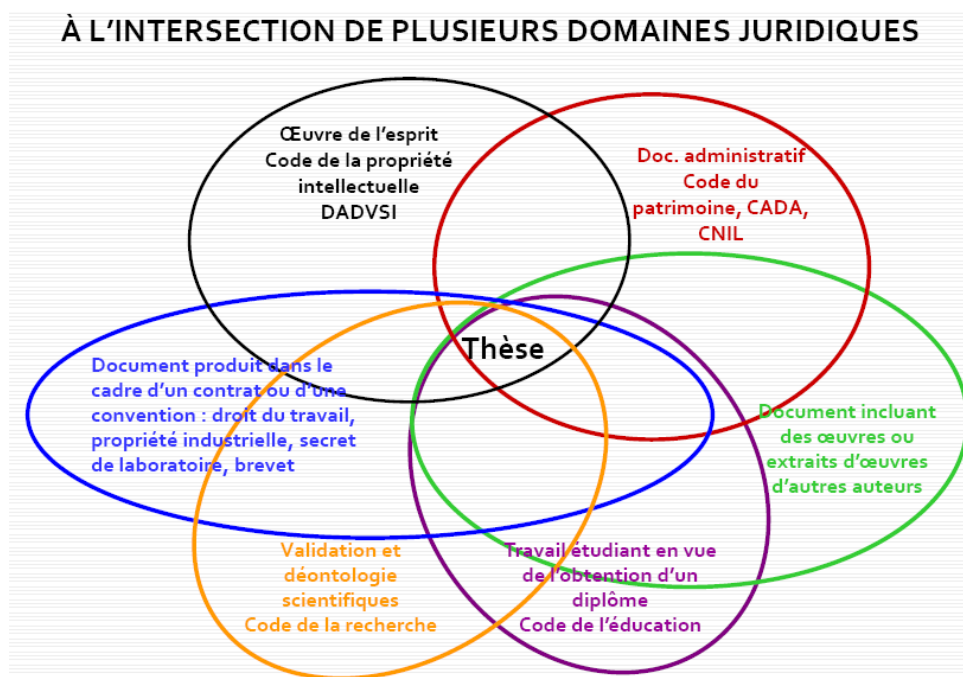 À L’INTERSECTION DE PLUSIEURS DOMAINES JURIDIQUES
Œuvre de l’esprit
Code de la propriété
intellectuelle
DADVSI
Doc. administratif
Code du
patrimoine, CADA,
CNIL
Thèse
Document produit dans le
cadre d’un contrat ou d’une
convention : droit du travail,
propriété industrielle, secret
de laboratoire, brevet
Document incluant
des œuvres ou
extraits d’œuvres
d’autres auteurs
Validation et
déontologie
scientifiques
Code de la recherche
Travail étudiant en vue
de l’obtention d’un
diplôme
Code de l’éducation